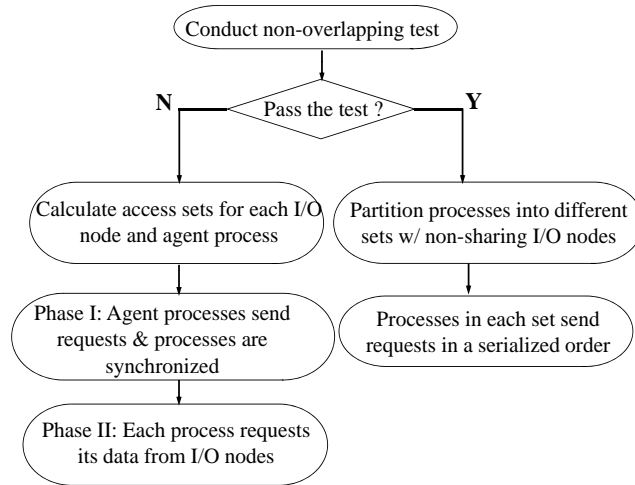 Conduct non-overlapping test
N
Pass the test ?
Y
Calculate access sets for each I/O
node and agent process
Partition processes into different
sets w/ non-sharing I/O nodes
Phase I: Agent processes send
requests & processes are
synchronized
Processes in each set send
requests in a serialized order
Phase II: Each process requests
its data from I/O nodes